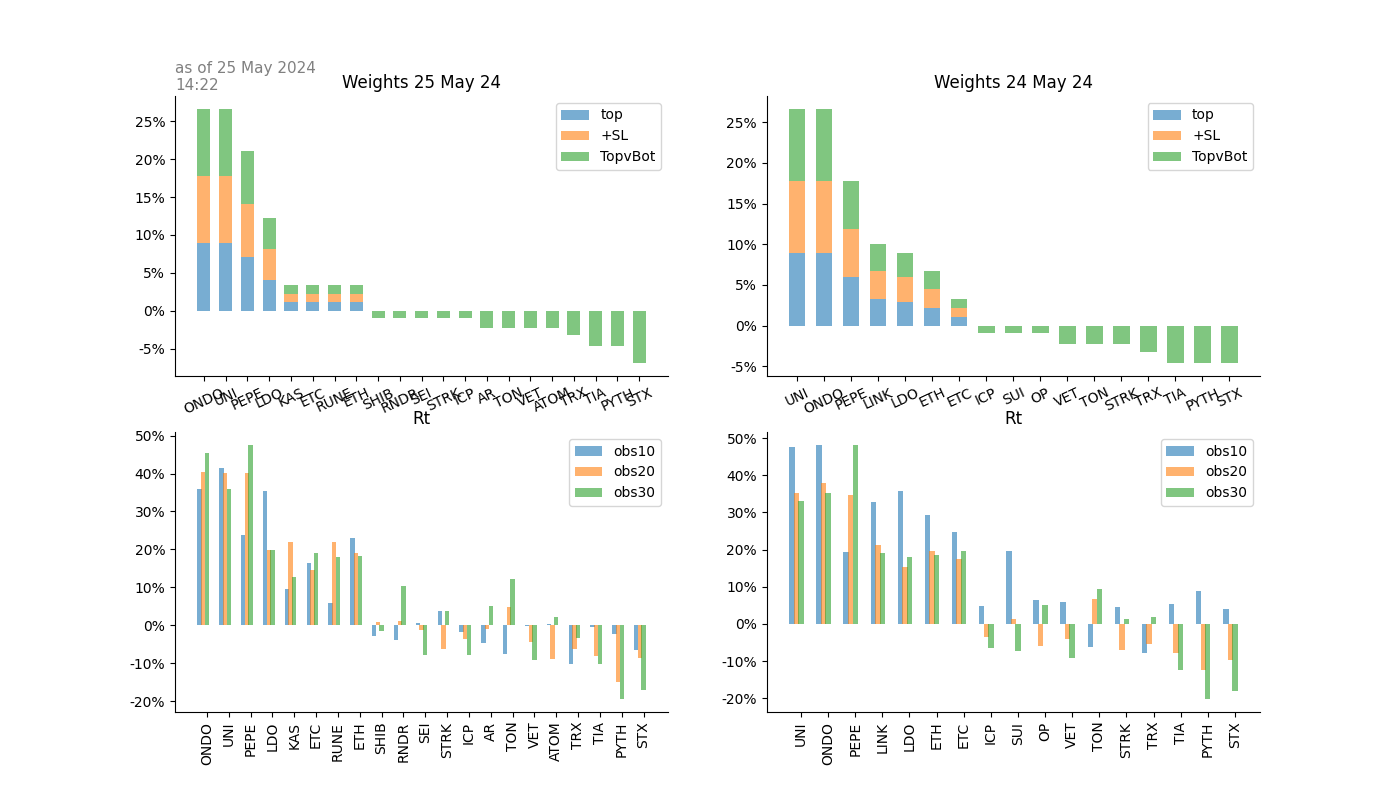 as of 25 May 2024
14:22
Weights 25 May 24
top
+SL
TopvBot
25%
20%
15%
10%
5%
0%
-5%
ONDO UNI PEPE LDO KAS ETC RUNE ETH SHIB RNDR SEI STRK ICP AR TON VET ATOM TRX TIA PYTH STX
Weights 24 May 24
top
+SL
TopvBot
25%
20%
15%
10%
5%
0%
-5%
UNI ONDO PEPE LINK LDO ETH ETC ICP SUI OP VET TON STRK TRX TIA PYTH STX
Rt
obs10
obs20
obs30
50%
40%
30%
20%
10%
0%
-10%
-20%
ONDO UNI PEPE LDO KAS ETC RUNE ETH SHIB RNDR SEI STRK ICP AR TON VET ATOM TRX TIA PYTH STX
Rt
obs10
obs20
obs30
50%
40%
30%
20%
10%
0%
-10%
-20%
UNI ONDO PEPE LINK LDO ETH ETC ICP SUI OP VET TON STRK TRX TIA PYTH STX